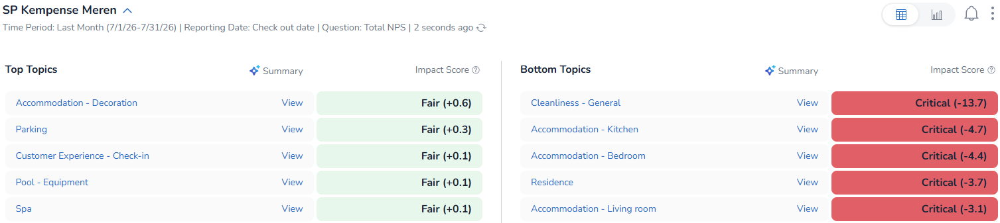 SP Kempense Meren
Time Period: Last Month (7/1/26-7/31/26) | Reporting Date: Check out date | Question: Total NPS | 2 seconds ago
Top Topics Summary Impact Score ?
Accommodation - Decoration View Fair (+0.6)
Parking View Fair (+0.3)
Customer Experience - Check-in View Fair (+0.1)
Pool - Equipment View Fair (+0.1)
Spa View Fair (+0.1)
Bottom Topics Summary Impact Score ?
Cleanliness - General View Critical (-13.7)
Accommodation - Kitchen View Critical (-4.7)
Accommodation - Bedroom View Critical (-4.4)
Residence View Critical (-3.7)
Accommodation - Living room View Critical (-3.1)